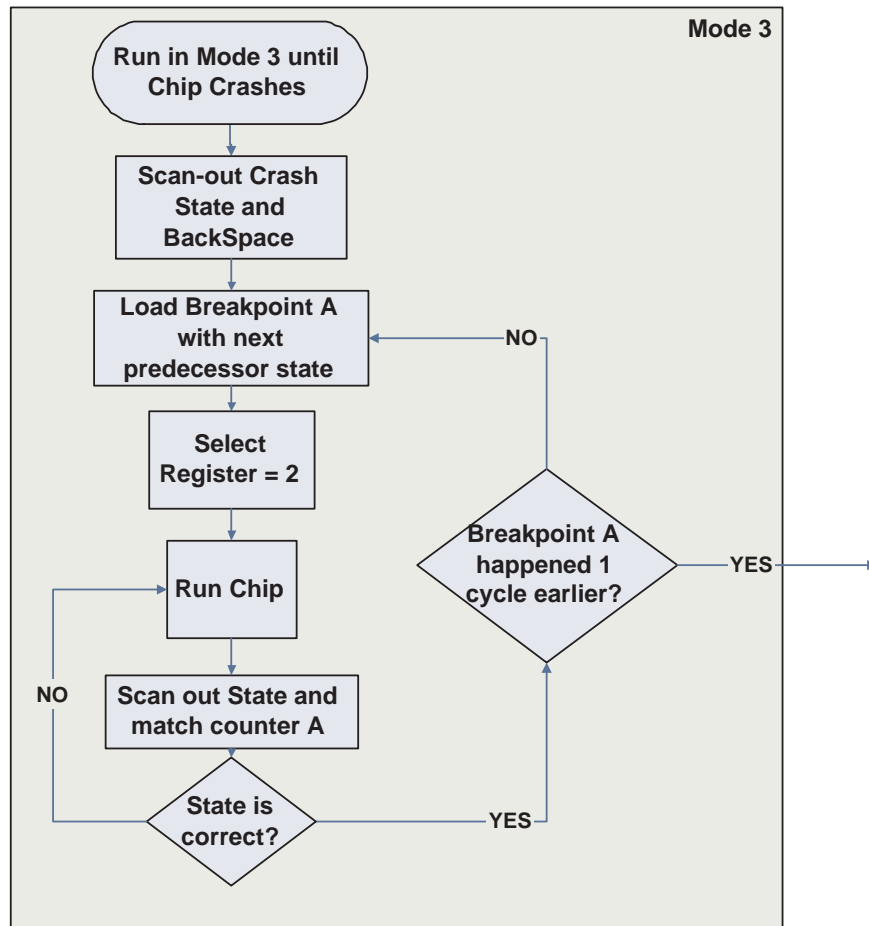 Mode 3
Run in Mode 3 until
Chip Crashes
Scan-out Crash
State and
BackSpace
Load Breakpoint A
with next
predecessor state
NO
Select
Register = 2
Breakpoint A
happened 1
cycle earlier?
YES
Run Chip
NO
Scan out State and
match counter A
State is
correct?
YES